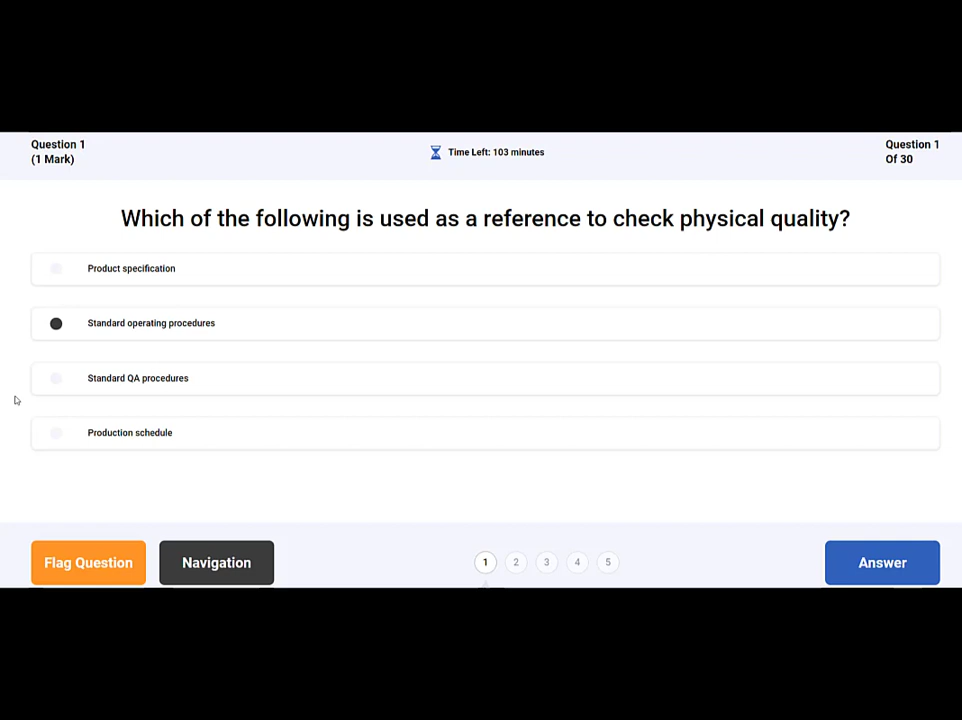 Question 1
(1 Mark)
Time Left: 103 minutes
Question 1
Of 30
Which of the following is used as a reference to check physical quality?
Product specification
Standard operating procedures
Standard QA procedures
Production schedule
Flag Question
Navigation
1 2 3 4 5
Answer